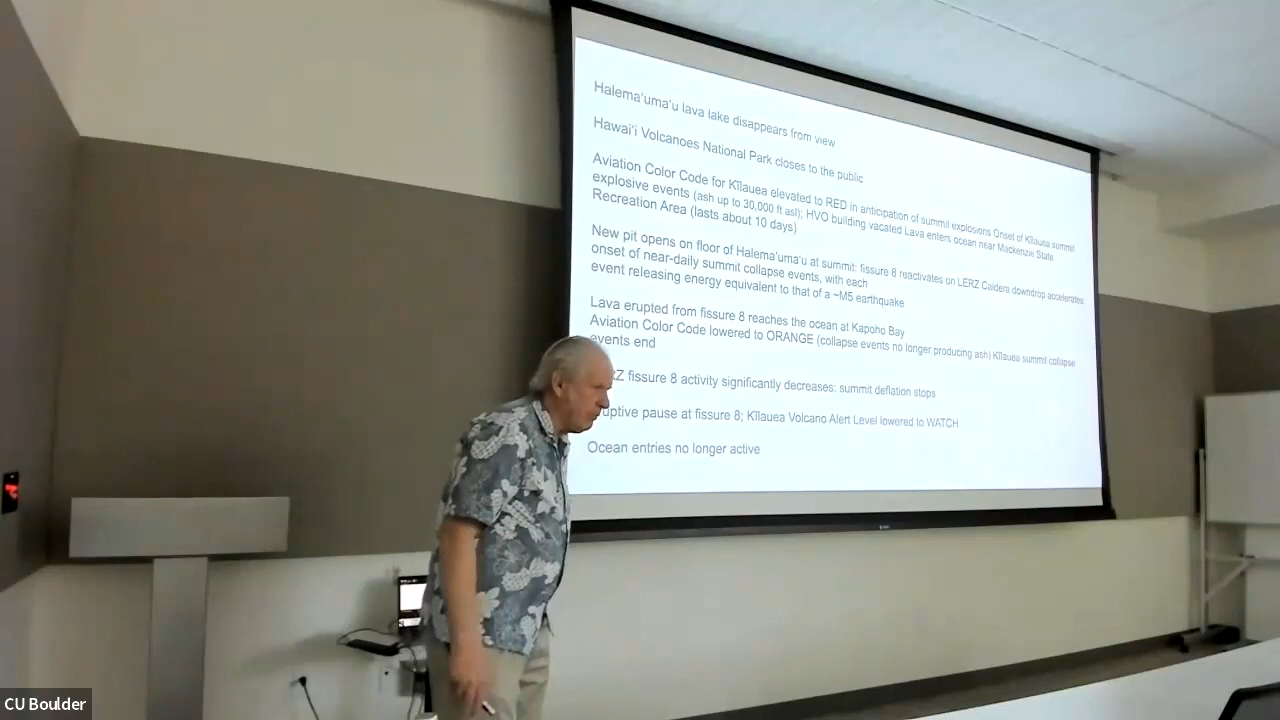 Halemaʻumaʻu lava lake disappears from view
Hawaiʻi Volcanoes National Park closes to the public
Aviation Color Code for Kīlauea elevated to RED in anticipation of summit explosions Onset of Kīlauea summit
explosive events (ash up to 30,000 ft asl); HVO building vacated Lava enters ocean near Mackenzie State
Recreation Area (lasts about 10 days)
New pit opens on floor of Halemaʻumaʻu at summit: fissure 8 reactivates on LERZ Caldera downdrop accelerates:
onset of near-daily summit collapse events, with each
event releasing energy equivalent to that of a ~M5 earthquake
Lava erupted from fissure 8 reaches the ocean at Kapoho Bay
Aviation Color Code lowered to ORANGE (collapse events no longer producing ash) Kīlauea summit collapse
events end
Z fissure 8 activity significantly decreases: summit deflation stops
uptive pause at fissure 8; Kīlauea Volcano Alert Level lowered to WATCH
Ocean entries no longer active
CU Boulder